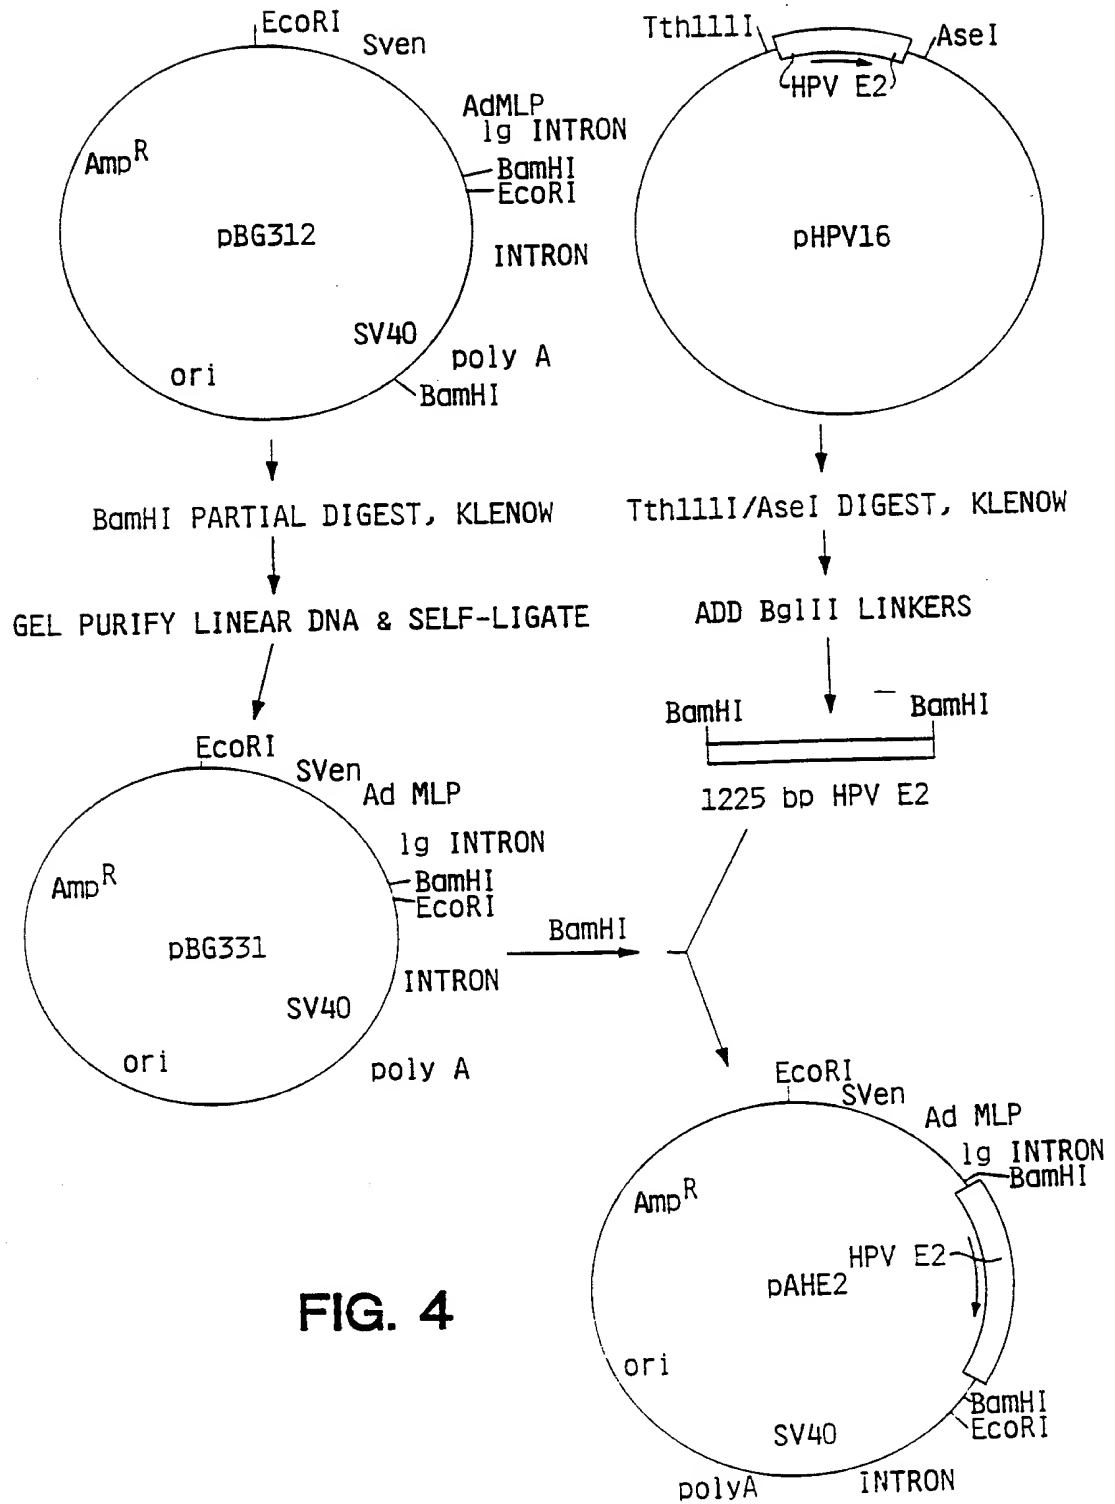 EcoRI
Sven
AdMLP
lg INTRON
BamHI
EcoRI
Amp^R
pBG312
INTRON
SV40
poly A
ori
BamHI
Tth111I
AseI
HPV E2
pHPV16
BamHI PARTIAL DIGEST, KLENOW
Tth111I/AseI DIGEST, KLENOW
GEL PURIFY LINEAR DNA & SELF-LIGATE
ADD BglII LINKERS
BamHI
BamHI
1225 bp HPV E2
EcoRI
SVen
Ad MLP
lg INTRON
BamHI
EcoRI
Amp^R
pBG331
INTRON
SV40
ori
poly A
BamHI
EcoRI
SVen
Ad MLP
lg INTRON
BamHI
Amp^R
HPV E2
pAHE2
ori
BamHI
EcoRI
SV40
polyA
INTRON
FIG. 4